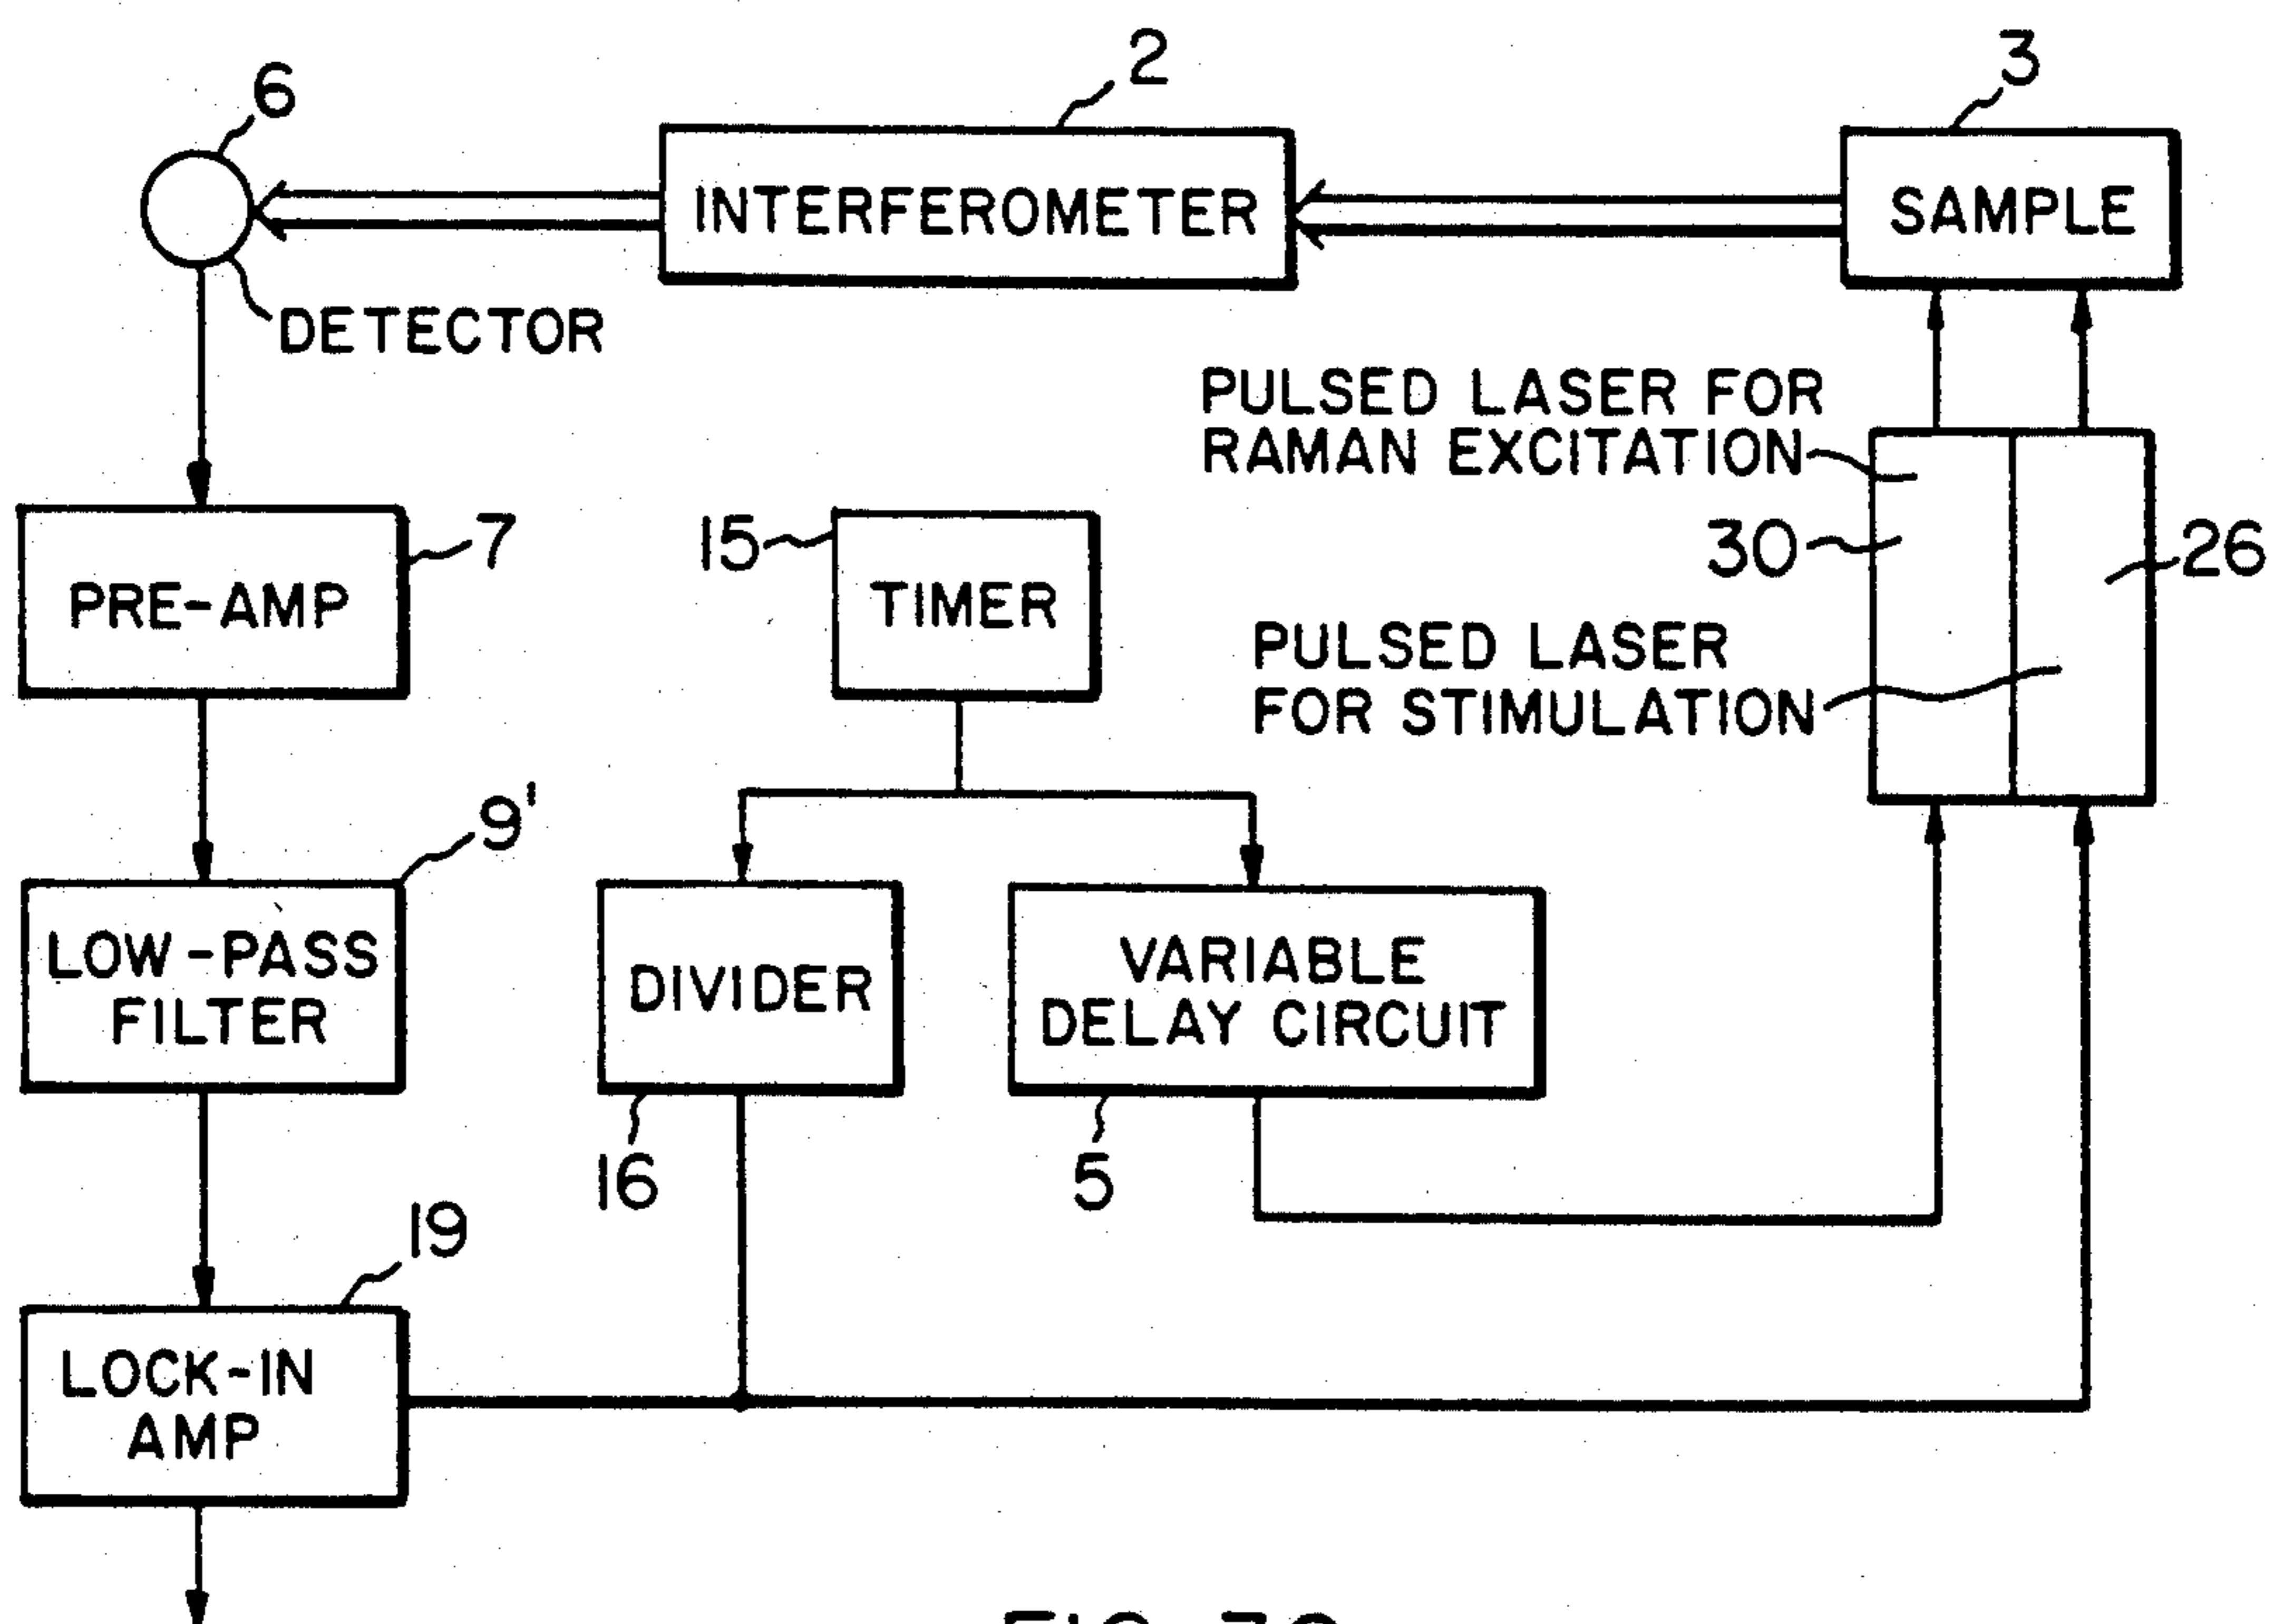 2
3
6
INTERFEROMETER
SAMPLE
DETECTOR
PULSED LASER FOR
RAMAN EXCITATION
7
15
30
26
PRE-AMP
TIMER
PULSED LASER
FOR STIMULATION
9'
LOW-PASS
FILTER
DIVIDER
VARIABLE
DELAY CIRCUIT
16
5
19
LOCK-IN
AMP